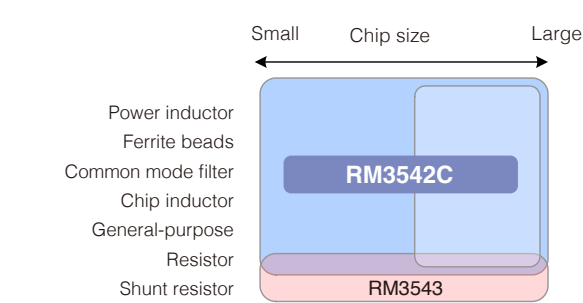 Small Chip size Large
Power inductor
Ferrite beads
Common mode filter
RM3542C
Chip inductor
General-purpose
Resistor
Shunt resistor
RM3543